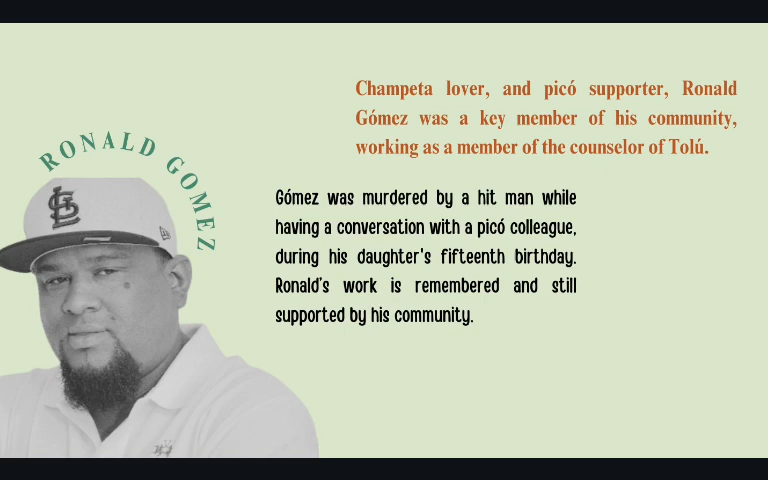 Champeta lover, and picó supporter, Ronald
Gómez was a key member of his community,
working as a member of the counselor of Tolú.
RONALD GOMEZ
Gómez was murdered by a hit man while
having a conversation with a picó colleague,
during his daughter's fifteenth birthday.
Ronald's work is remembered and still
supported by his community.
STL